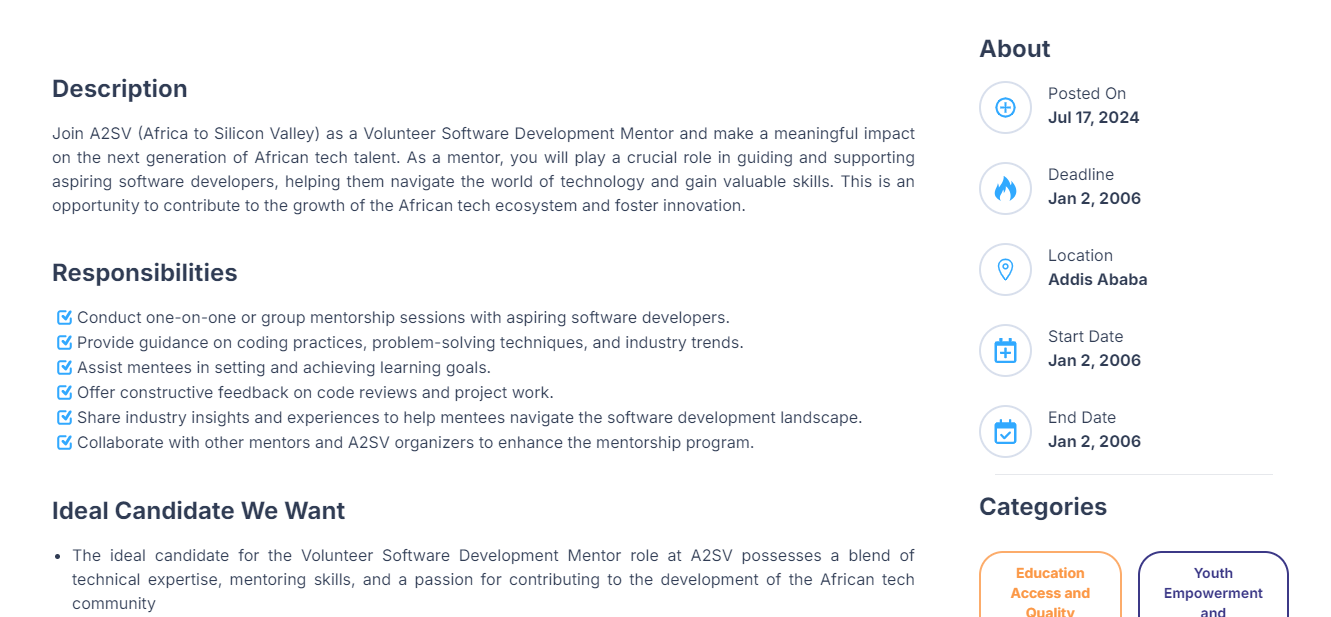 Description
Join A2SV (Africa to Silicon Valley) as a Volunteer Software Development Mentor and make a meaningful impact
on the next generation of African tech talent. As a mentor, you will play a crucial role in guiding and supporting
aspiring software developers, helping them navigate the world of technology and gain valuable skills. This is an
opportunity to contribute to the growth of the African tech ecosystem and foster innovation.
Responsibilities
Conduct one-on-one or group mentorship sessions with aspiring software developers.
Provide guidance on coding practices, problem-solving techniques, and industry trends.
Assist mentees in setting and achieving learning goals.
Offer constructive feedback on code reviews and project work.
Share industry insights and experiences to help mentees navigate the software development landscape.
Collaborate with other mentors and A2SV organizers to enhance the mentorship program.
Ideal Candidate We Want
• The ideal candidate for the Volunteer Software Development Mentor role at A2SV possesses a blend of
technical expertise, mentoring skills, and a passion for contributing to the development of the African tech
community
About
Posted On
Jul 17, 2024
Deadline
Jan 2, 2006
Location
Addis Ababa
Start Date
Jan 2, 2006
End Date
Jan 2, 2006
Categories
Education
Access and
Quality
Youth
Empowerment
and